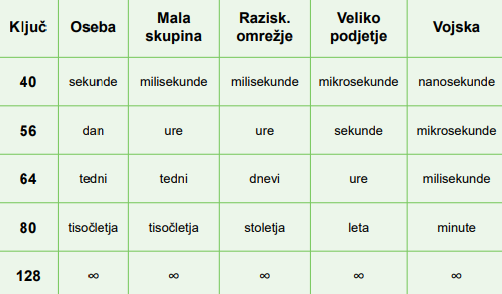 Ključ Oseba Mala skupina Razisk. omrežje Veliko podjetje Vojska
40 sekunde milisekunde milisekunde mikrosekunde nanosekunde
56 dan ure ure sekunde mikrosekunde
64 tedni tedni dnevi ure milisekunde
80 tisočletja tisočletja stoletja leta minute
128 ∞ ∞ ∞ ∞ ∞